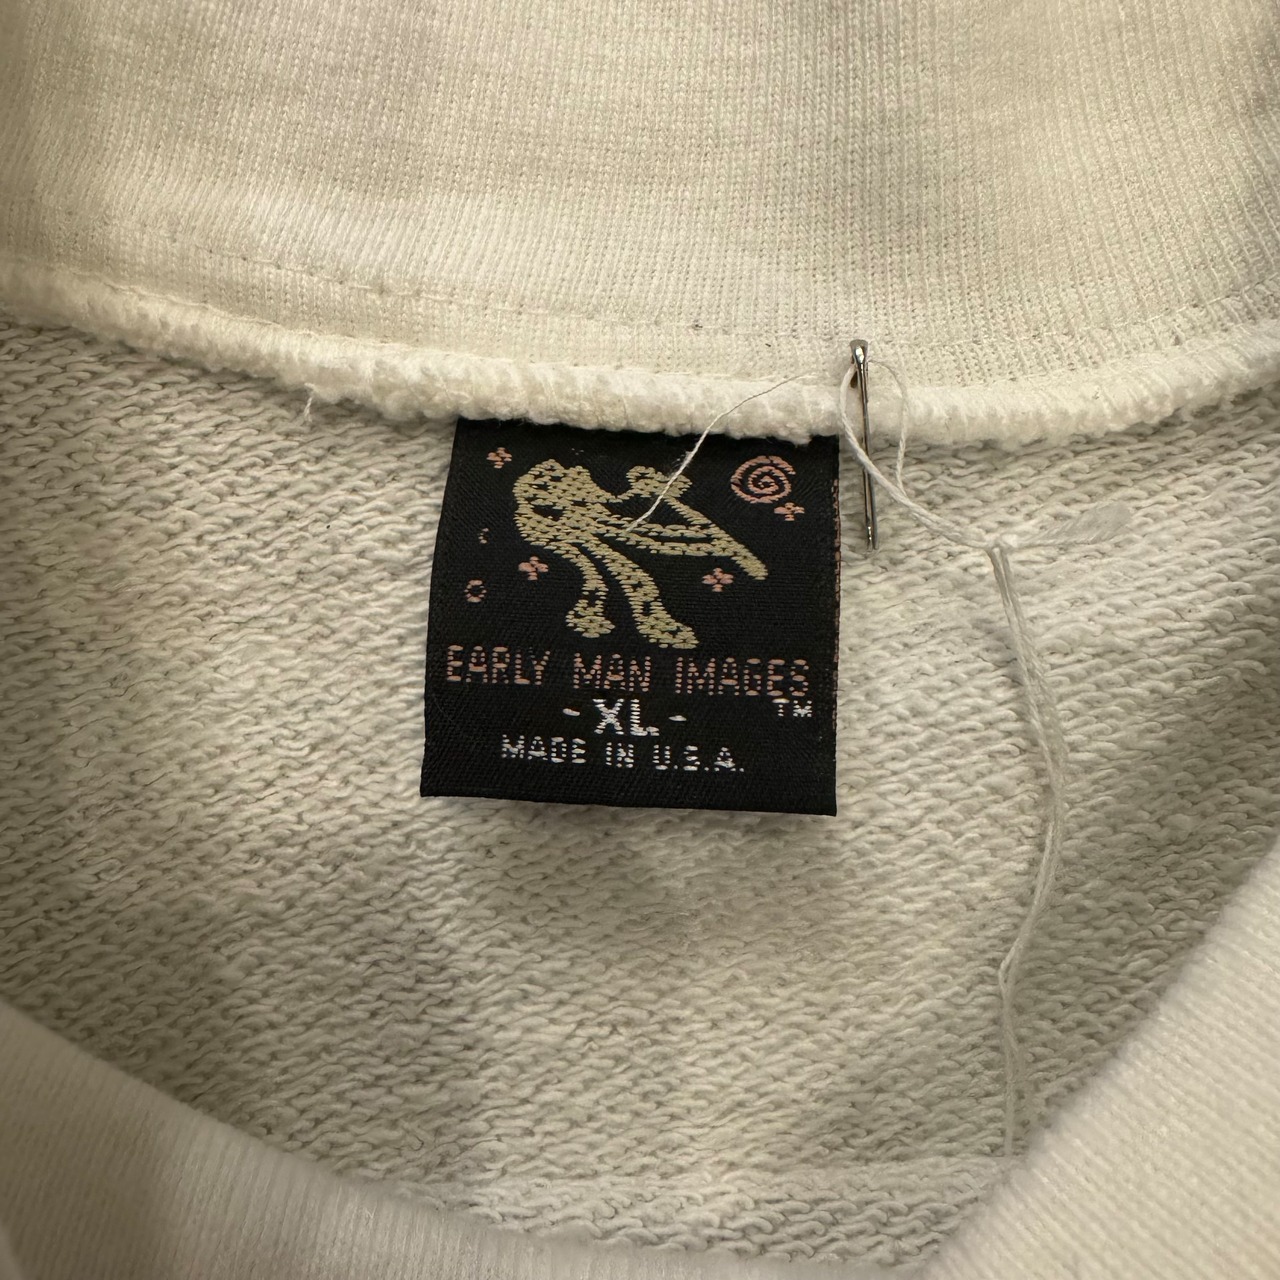 EARLY MAN IMAGES
TM
- XL -
MADE IN U.S.A.